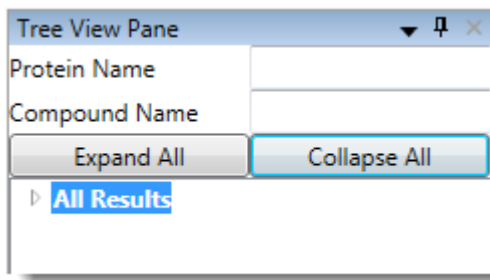 Tree View Pane
Protein Name
Compound Name
Expand All Collapse All
All Results